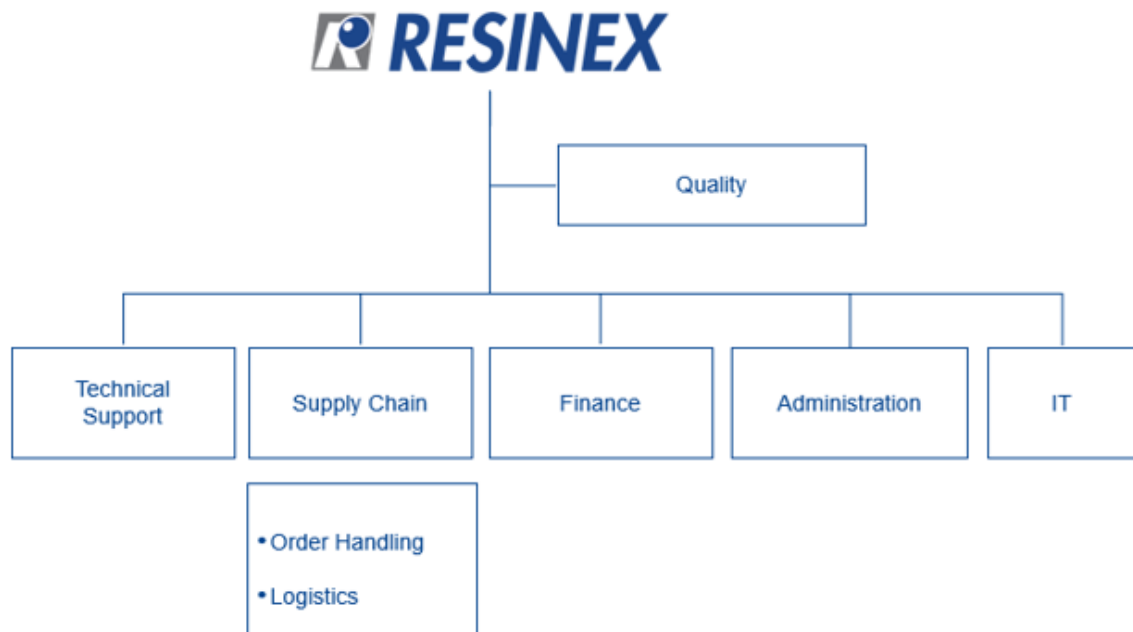 RESINEX
Quality
Technical
Support
Supply Chain
Finance
Administration
IT
• Order Handling
• Logistics